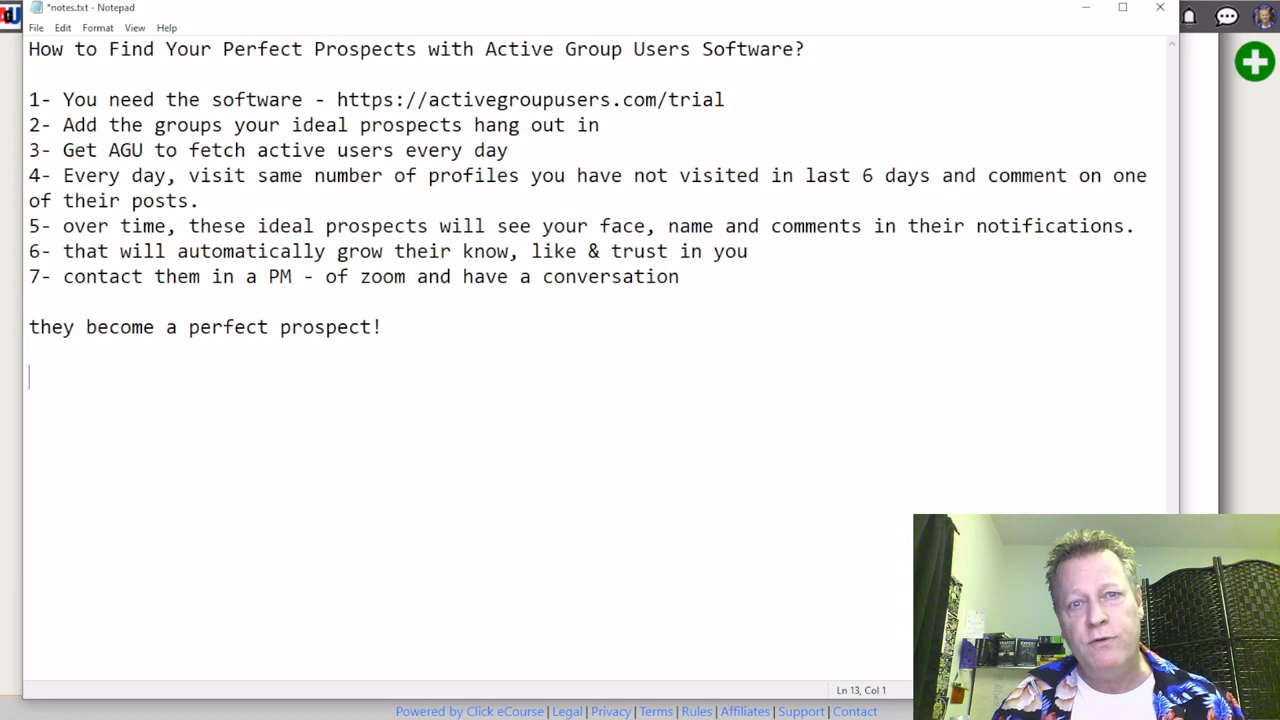 *notes.txt - Notepad
File Edit Format View Help
How to Find Your Perfect Prospects with Active Group Users Software?
1- You need the software - https://activegroupusers.com/trial
2- Add the groups your ideal prospects hang out in
3- Get AGU to fetch active users every day
4- Every day, visit same number of profiles you have not visited in last 6 days and comment on one
of their posts.
5- over time, these ideal prospects will see your face, name and comments in their notifications.
6- that will automatically grow their know, like & trust in you
7- contact them in a PM - of zoom and have a conversation
they become a perfect prospect!
Ln 13, Col 1
Powered by Click eCourse | Legal | Privacy | Terms | Rules | Affiliates | Support | Contact